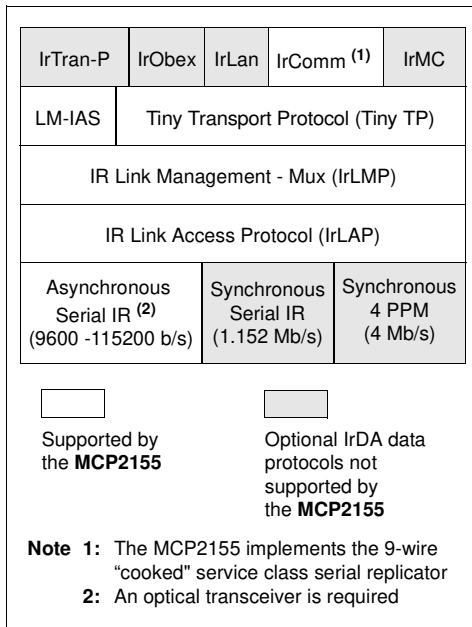 IrTran-P IrObex IrLan IrComm (1) IrMC
LM-IAS Tiny Transport Protocol (Tiny TP)
IR Link Management - Mux (IrLMP)
IR Link Access Protocol (IrLAP)
Asynchronous
Serial IR (2)
(9600 -115200 b/s)
Synchronous
Serial IR
(1.152 Mb/s)
Synchronous
4 PPM
(4 Mb/s)
Supported by
the MCP2155
Optional IrDA data
protocols not
supported by
the MCP2155
Note 1: The MCP2155 implements the 9-wire
“cooked" service class serial replicator
2: An optical transceiver is required